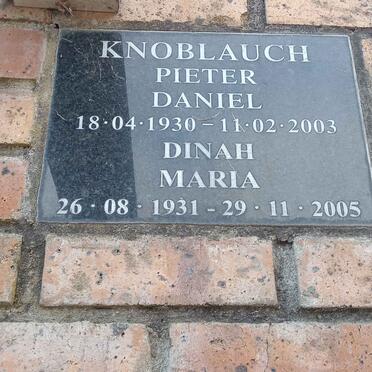 KNOBLAUCH
PIETER
DANIEL
18·04·1930 – 11·02·2003
DINAH
MARIA
26 · 08 · 1931 - 29 · 11 · 2005